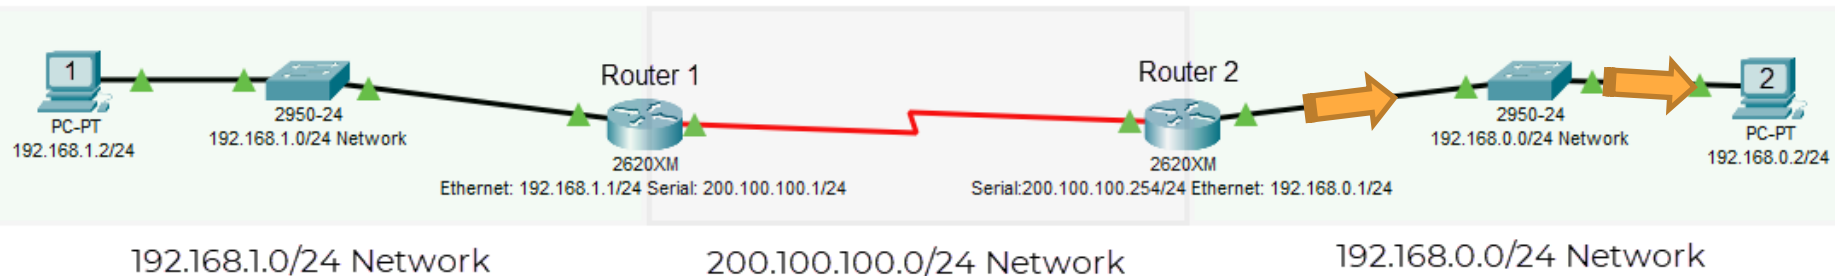 1
PC-PT
192.168.1.2/24
2950-24
192.168.1.0/24 Network
Router 1
2620XM
Ethernet: 192.168.1.1/24 Serial: 200.100.100.1/24
Router 2
2620XM
Serial:200.100.100.254/24 Ethernet: 192.168.0.1/24
2950-24
192.168.0.0/24 Network
2
PC-PT
192.168.0.2/24
192.168.1.0/24 Network
200.100.100.0/24 Network
192.168.0.0/24 Network